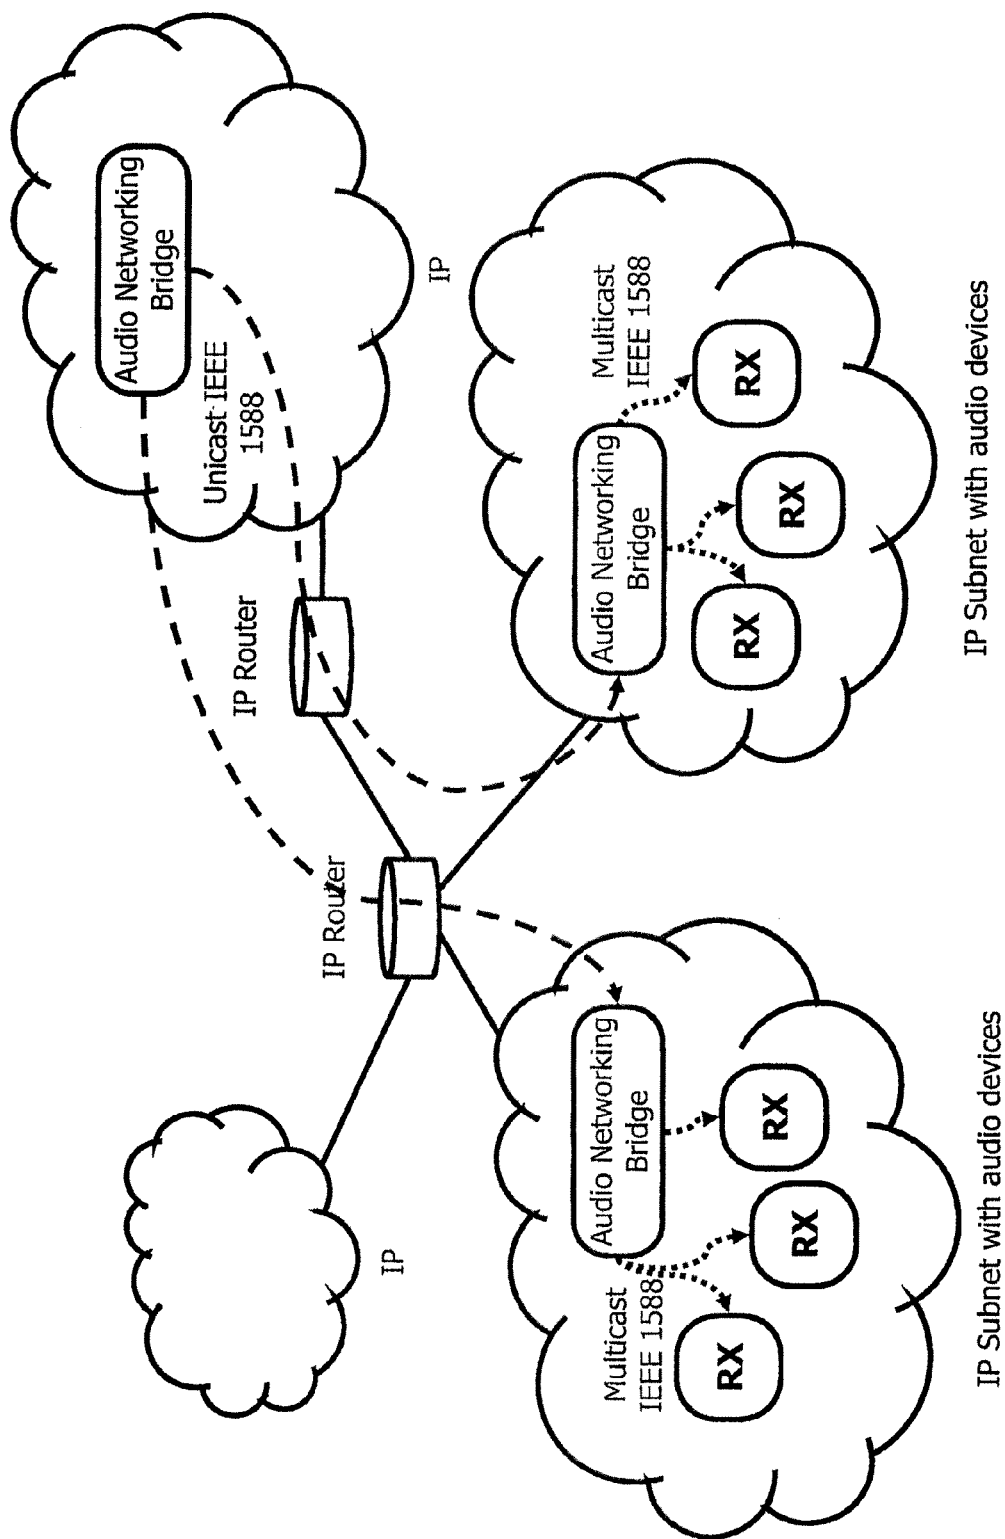 Audio Networking
Bridge
Unicast IEEE
1588
IP Router
IP Router
IP
IP
Audio Networking
Bridge
Multicast
IEEE 1588
RX
RX
RX
IP Subnet with audio devices
Audio Networking
Bridge
Multicast
IEEE 1588
RX
RX
RX
IP Subnet with audio devices